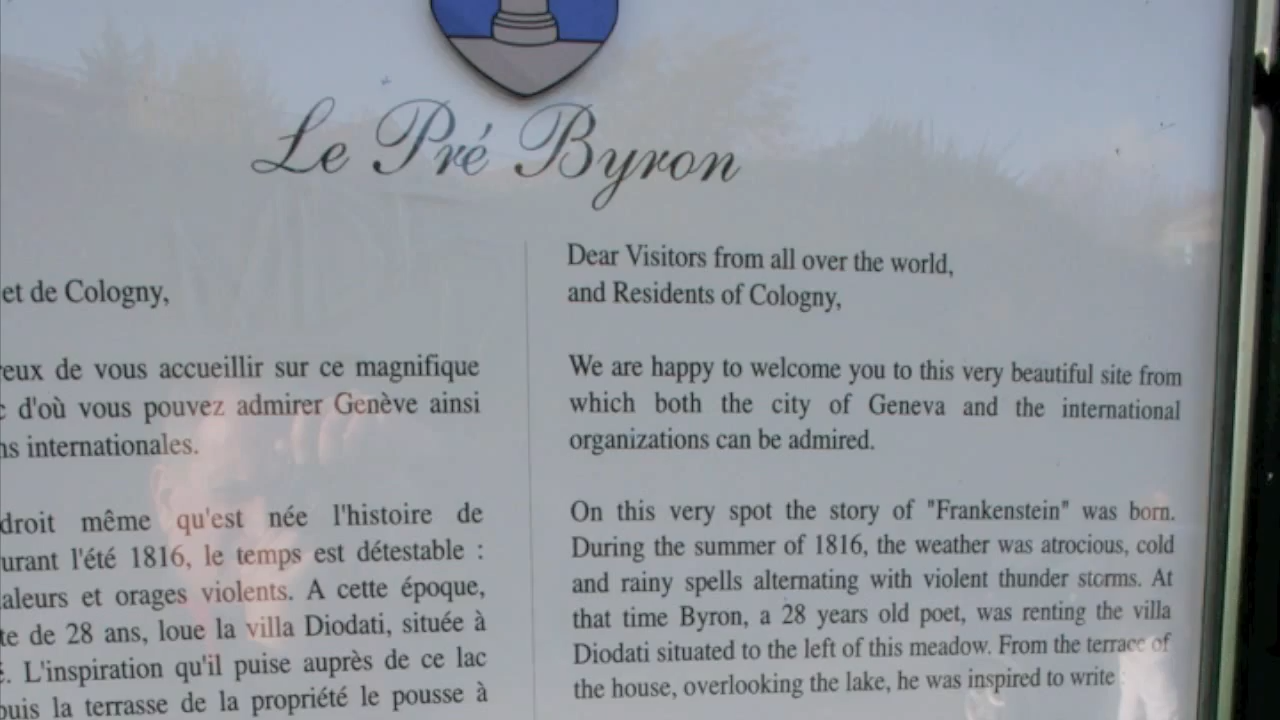 Le Pré Byron
et de Cologny,
de vous accueillir sur ce magnifique
d'où vous pouvez admirer Genève ainsi
internationales.
même qu'est née l'histoire de
l'été 1816, le temps est détestable :
et orages violents. A cette époque,
de 28 ans, loue la villa Diodati, située à
L'inspiration qu'il puise auprès de ce lac
la terrasse de la propriété le pousse à
Dear Visitors from all over the world,
and Residents of Cologny,
We are happy to welcome you to this very beautiful site from
which both the city of Geneva and the international
organizations can be admired.
On this very spot the story of "Frankenstein" was born.
During the summer of 1816, the weather was atrocious, cold
and rainy spells alternating with violent thunder storms. At
that time Byron, a 28 years old poet, was renting the villa
Diodati situated to the left of this meadow. From the terrace of
the house, overlooking the lake, he was inspired to write